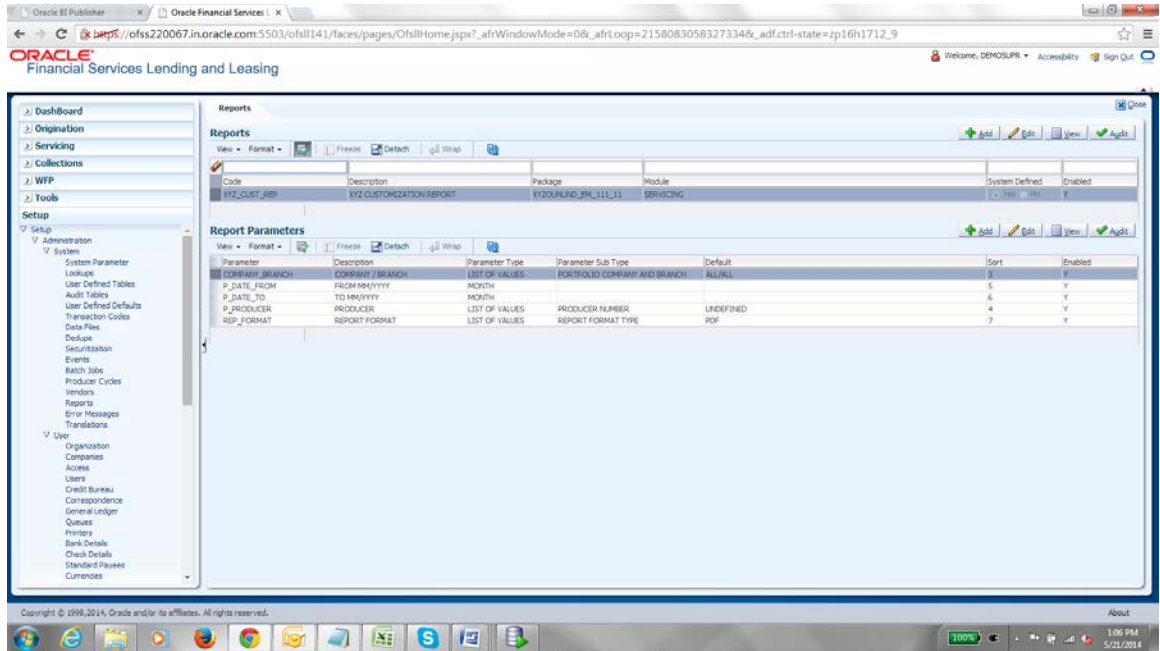 Oracle BI Publisher
Oracle Financial Services L
https://ofss220067.in.oracle.com:5503/ofsll141/faces/pages/OfsllHome.jspx?_afrWindowMode=0&_afrLoop=2158083058327334&_adf.ctrl-state=zp16h1712_9
ORACLE
Financial Services Lending and Leasing
Welcome, DEMOSUPR
Accessibility
Sign Out
DashBoard
Origination
Servicing
Collections
WFP
Tools
Setup
Setup
Administration
System
System Parameter
Lookups
User Defined Tables
Audit Tables
User Defined Defaults
Transaction Codes
Data Files
Dedupe
Securitization
Events
Batch Jobs
Producer Cycles
Vendors
Reports
Error Messages
Translations
User
Organization
Companies
Access
Users
Credit Bureau
Correspondence
General Ledger
Queues
Printers
Bank Details
Check Details
Standard Payees
Currencies
Reports
Close
Reports
Add Edit View Audit
View Format Freeze Detach Wrap
Code Description Package Module System Defined Enabled
XYZ_CUST_REP XYZ CUSTOMIZATION REPORT SERVICING Yes No Y
Report Parameters
Add Edit View Audit
View Format Freeze Detach Wrap
Parameter Description Parameter Type Parameter Sub Type Default Sort Enabled
COMPANY_BRANCH COMPANY / BRANCH LIST OF VALUES PORTFOLIO COMPANY AND BRANCH ALL/ALL 3 Y
P_DATE_FROM FROM MM/YYYY MONTH 5 Y
P_DATE_TO TO MM/YYYY MONTH 6 Y
P_PRODUCER PRODUCER LIST OF VALUES PRODUCER NUMBER UNDEFINED 4 Y
REP_FORMAT REPORT FORMAT LIST OF VALUES REPORT FORMAT TYPE PDF 7 Y
Copyright © 1998,2014, Oracle and/or its affiliates. All rights reserved.
About
100%
1:06 PM
5/21/2014